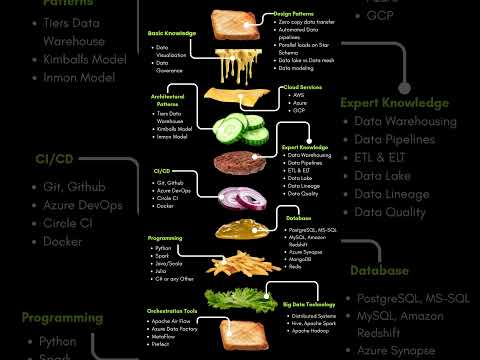 Tiers Data
Warehouse
Kimballs Model
Inmon Model
CI/CD
Git, Github
Azure DevOps
Circle CI
Docker
Programming
Python
Spark
Design Patterns
Zero copy data transfer
Automated Data
pipelines
Parallel loads on Star
Schema
Data lake vs Data mesh
Data modeling
Basic Knowledge
Data
Visualization
Data
Goverance
Cloud Services
AWS
Azure
GCP
Architectural
Patterns
Tiers Data
Warehouse
Kimballs Model
Inmon Model
Expert Knowledge
Data Warehousing
Data Pipelines
ETL & ELT
Data Lake
Data Lineage
Data Quality
CI/CD
Git, Github
Azure DevOps
Circle CI
Docker
Database
PostgreSQL, MS-SQL
MySQL, Amazon
Redshift
Azure Synapse
MongoDB
Redis
Programming
Python
Spark
Java/Scala
Julia
C# or any Other
Big Data Technology
Distributed Systems
Hive, Apache Spark
Apache Hadoop
Orchestration Tools
Apache Air Flow
Azure Data Factory
MetaFlow
Prefect
Azure
GCP
Expert Knowledge
Data Warehousing
Data Pipelines
ETL & ELT
Data Lake
Data Lineage
Data Quality
Database
PostgreSQL, MS-SQL
MySQL, Amazon
Redshift
Azure Synapse